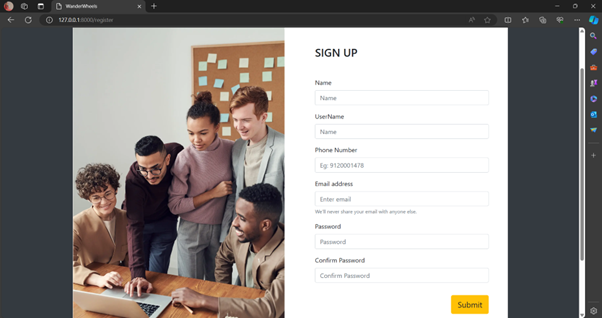 WanderWheels
127.0.0.1:8000/register
SIGN UP
Name
Name
UserName
Name
Phone Number
Eg: 9120001478
Email address
Enter email
We'll never share your email with anyone else.
Password
Password
Confirm Password
Confirm Password
Submit